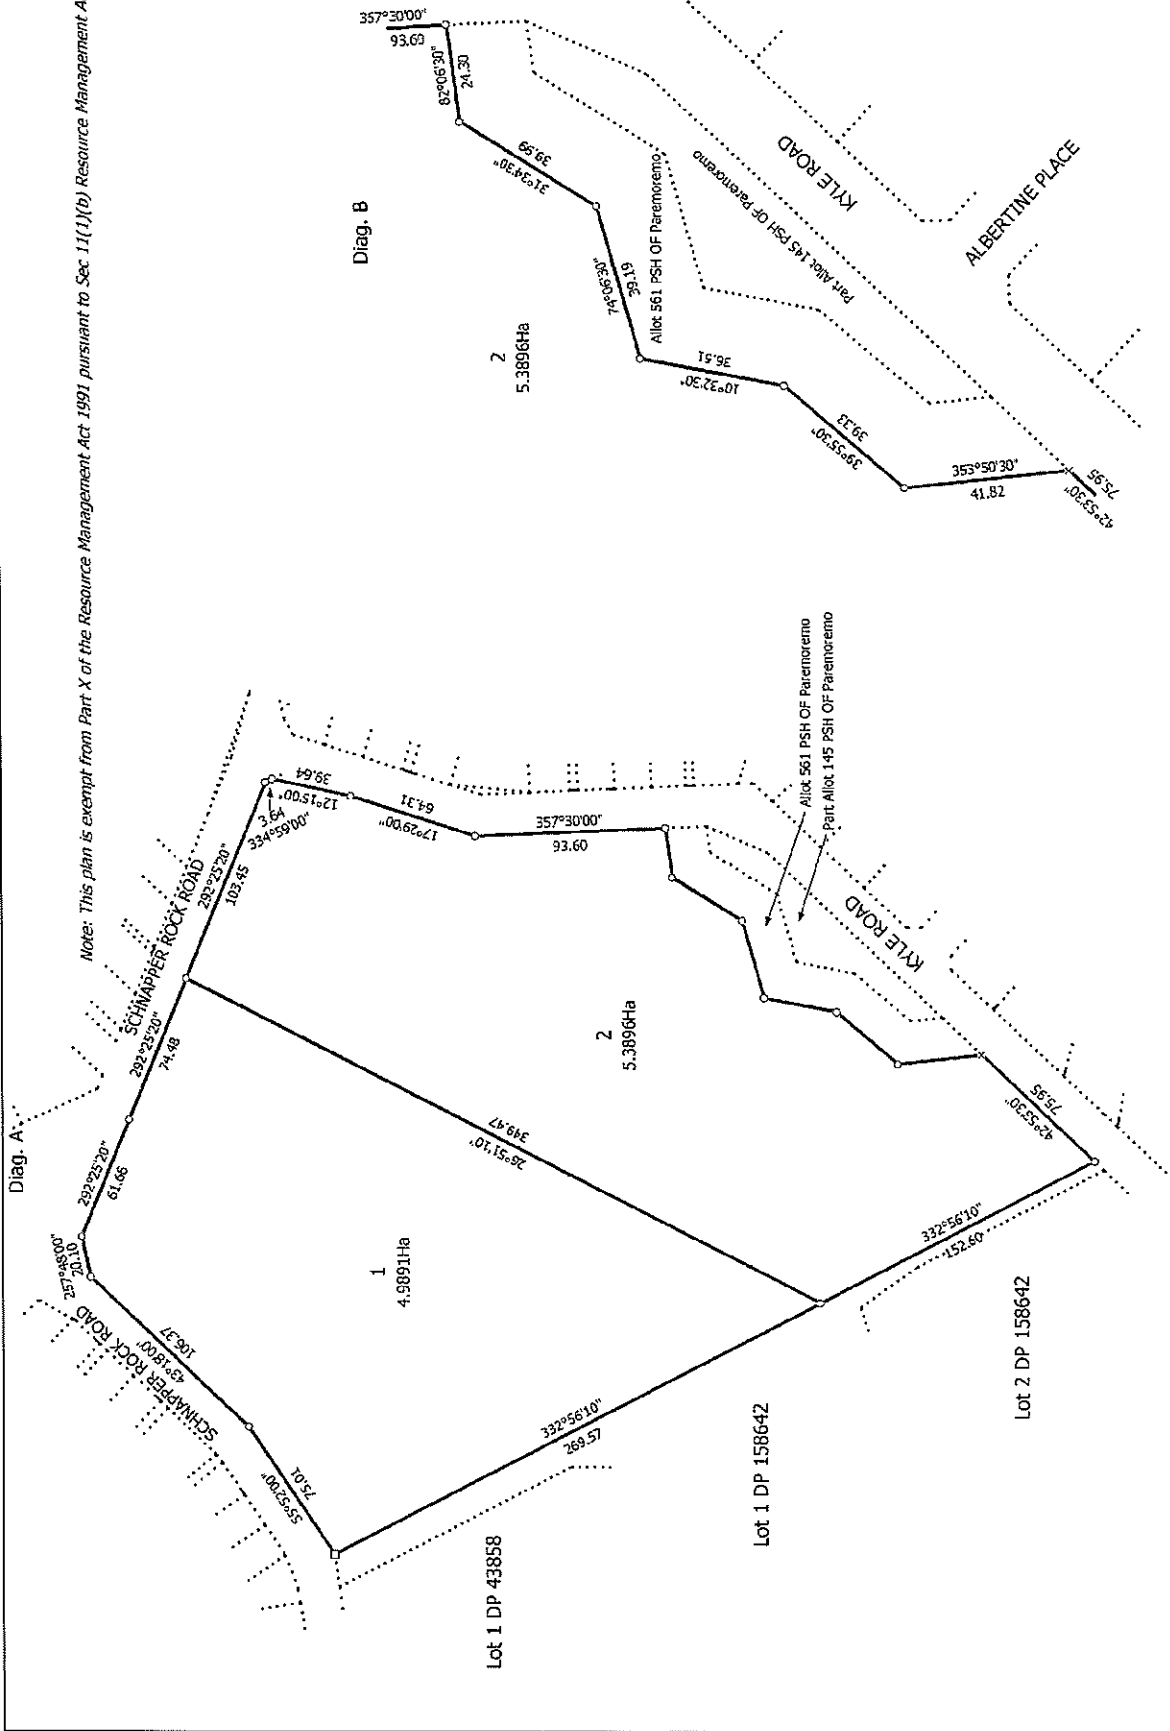 Note: This plan is exempt from Part X of the Resource Management Act 1991 pursuant to Sec 11(1)(b) Resource Management A
Diag. A
SCHNAPPER ROCK ROAD
SCHNAPPER ROCK ROAD
257°48'00"
20.10
292°25'20"
61.66
292°25'20"
74.48
292°25'20"
103.45
3.64
334°59'00"
39.64
12°15'00"
64.31
17°29'00"
357°30'00"
93.60
43°18'00"
106.37
55°52'00"
75.01
1
4.9891Ha
349.47
26°51'10"
2
5.3896Ha
332°56'10"
269.57
332°56'10"
152.60
42°53'30"
75.95
KYLE ROAD
Allot 561 PSH OF Paremoremo
Part Allot 145 PSH OF Paremoremo
Lot 1 DP 43858
Lot 1 DP 158642
Lot 2 DP 158642
Diag. B
357°30'00"
93.60
82°06'30"
24.30
39.99
31°34'30"
74°06'30"
39.19
36.51
10°32'30"
39.33
39°55'30"
353°50'30"
41.82
42°53'30"
75.95
2
5.3896Ha
Allot 561 PSH OF Paremoremo
Part Allot 145 PSH OF Paremoremo
KYLE ROAD
ALBERTINE PLACE